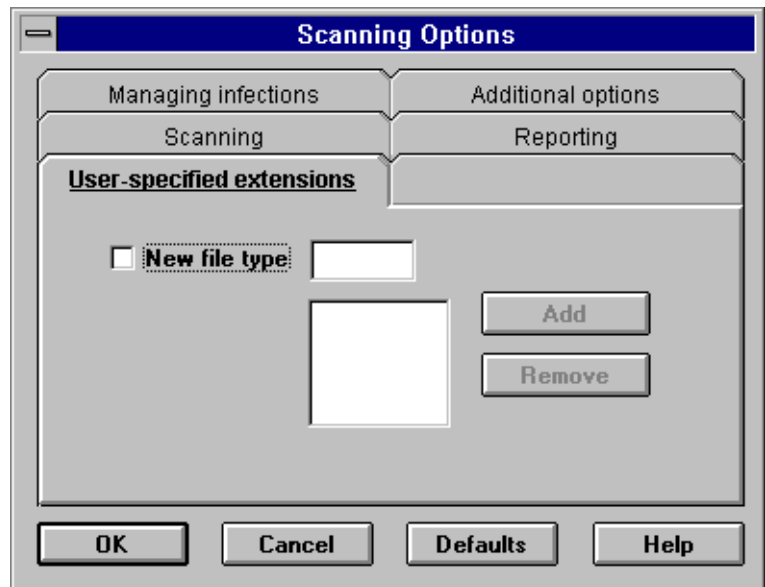 Scanning Options
Managing infections
Additional options
Scanning
Reporting
User-specified extensions
New file type
Add
Remove
OK
Cancel
Defaults
Help